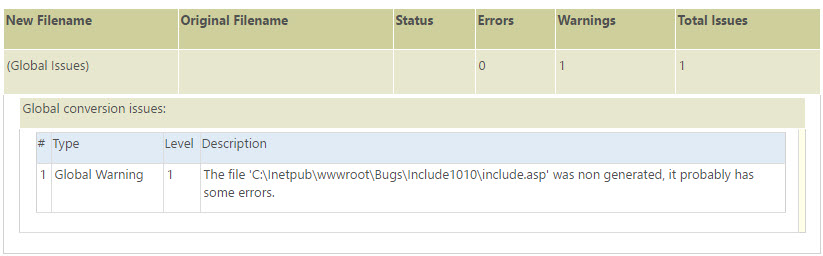 New Filename Original Filename Status Errors Warnings Total Issues
(Global Issues) 0 1 1
Global conversion issues:
# Type Level Description
1 Global Warning 1 The file 'C:\Inetpub\wwwroot\Bugs\Include1010\include.asp' was non generated, it probably has
some errors.